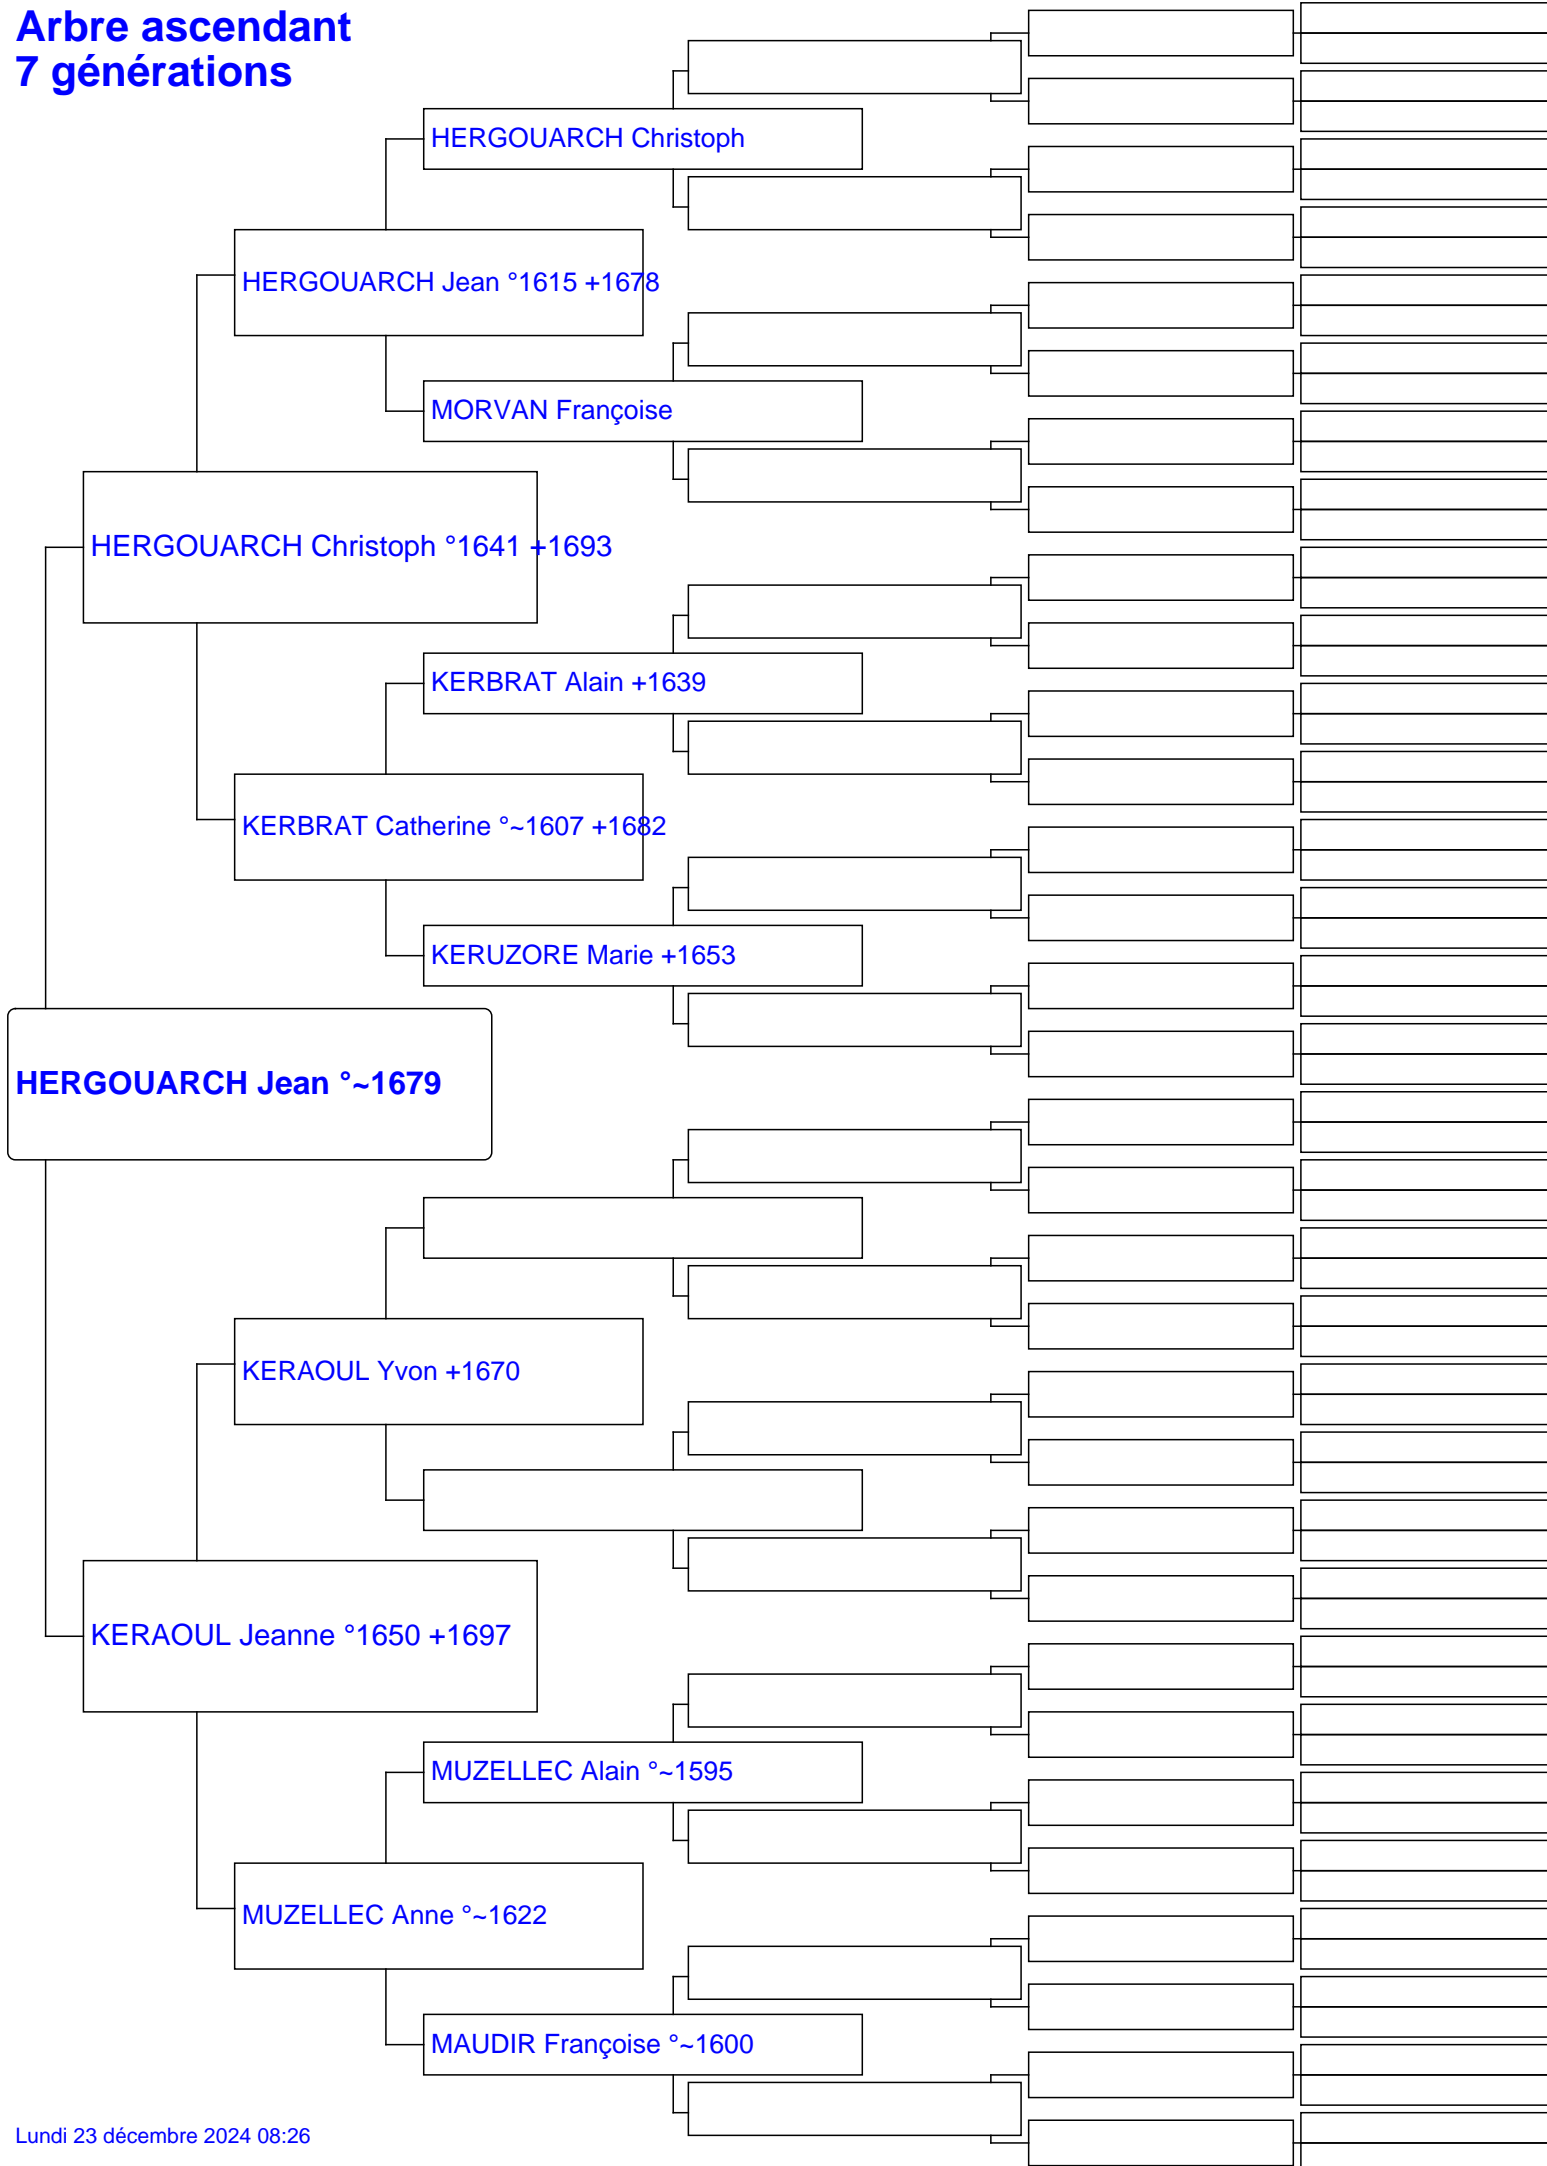 Arbre ascendant
7 générations
HERGOUARCH Christoph
HERGOUARCH Jean °1615 +1678
MORVAN Françoise
HERGOUARCH Christoph °1641 +1693
KERBRAT Alain +1639
KERBRAT Catherine °~1607 +1682
KERUZORE Marie +1653
HERGOUARCH Jean °~1679
KERAOUL Yvon +1670
KERAOUL Jeanne °1650 +1697
MUZELLEC Alain °~1595
MUZELLEC Anne °~1622
MAUDIR Françoise °~1600
Lundi 23 décembre 2024 08:26